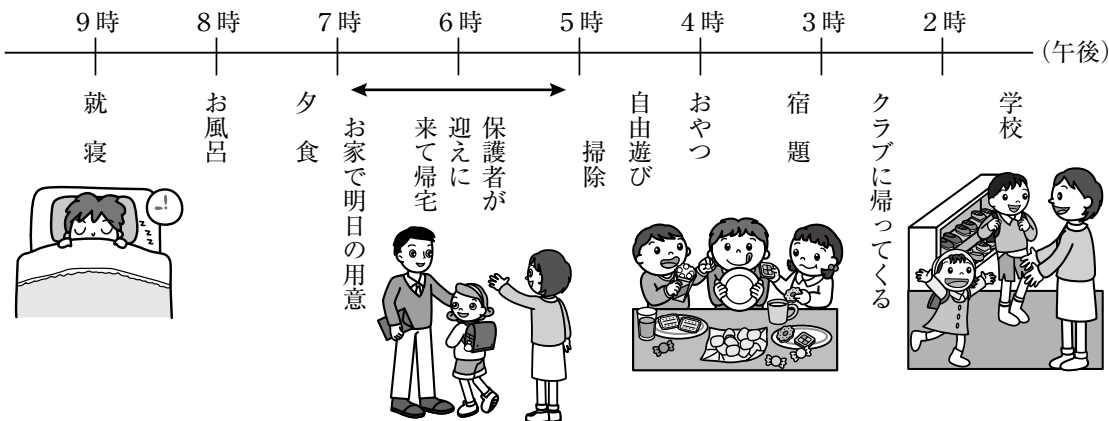 9時 8時 7時 6時 5時 4時 3時 2時
(午後)
学校
クラブに帰ってくる
宿題
おやつ
自由遊び
掃除
保護者が
迎えに
来て帰宅
お家で明日の用意
夕食
お風呂
就寝
zzzz